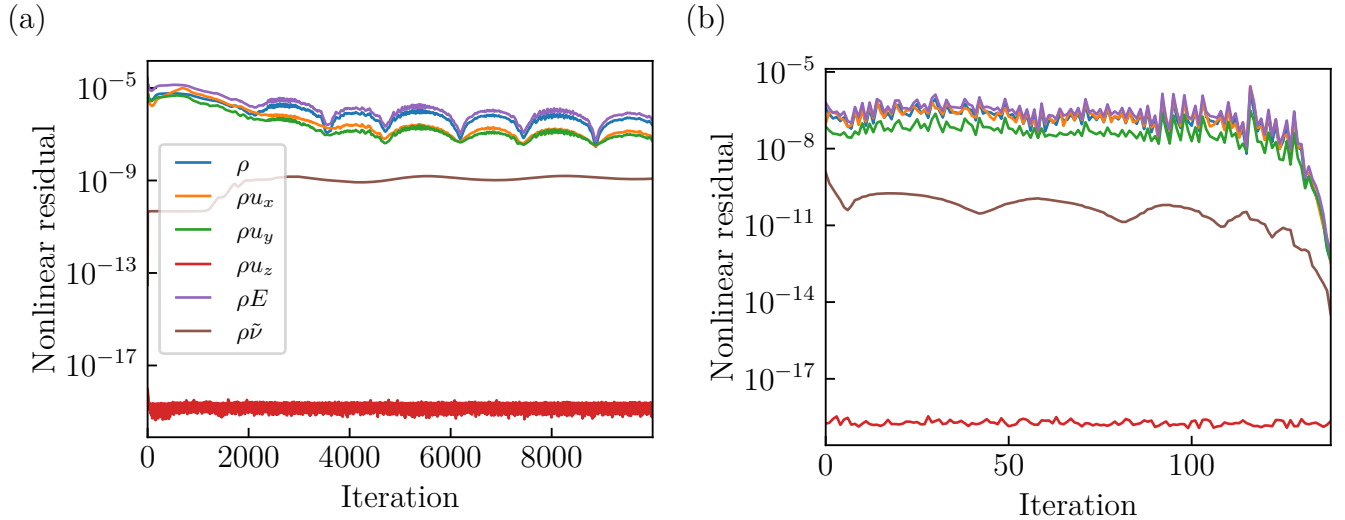 (a)
Nonlinear residual
10⁻⁵
10⁻⁹
10⁻¹³
10⁻¹⁷
ρ
ρuₓ
ρu_y
ρu_z
ρE
ρν̃
0 2000 4000 6000 8000
Iteration
(b)
Nonlinear residual
10⁻⁵
10⁻⁸
10⁻¹¹
10⁻¹⁴
10⁻¹⁷
0 50 100
Iteration